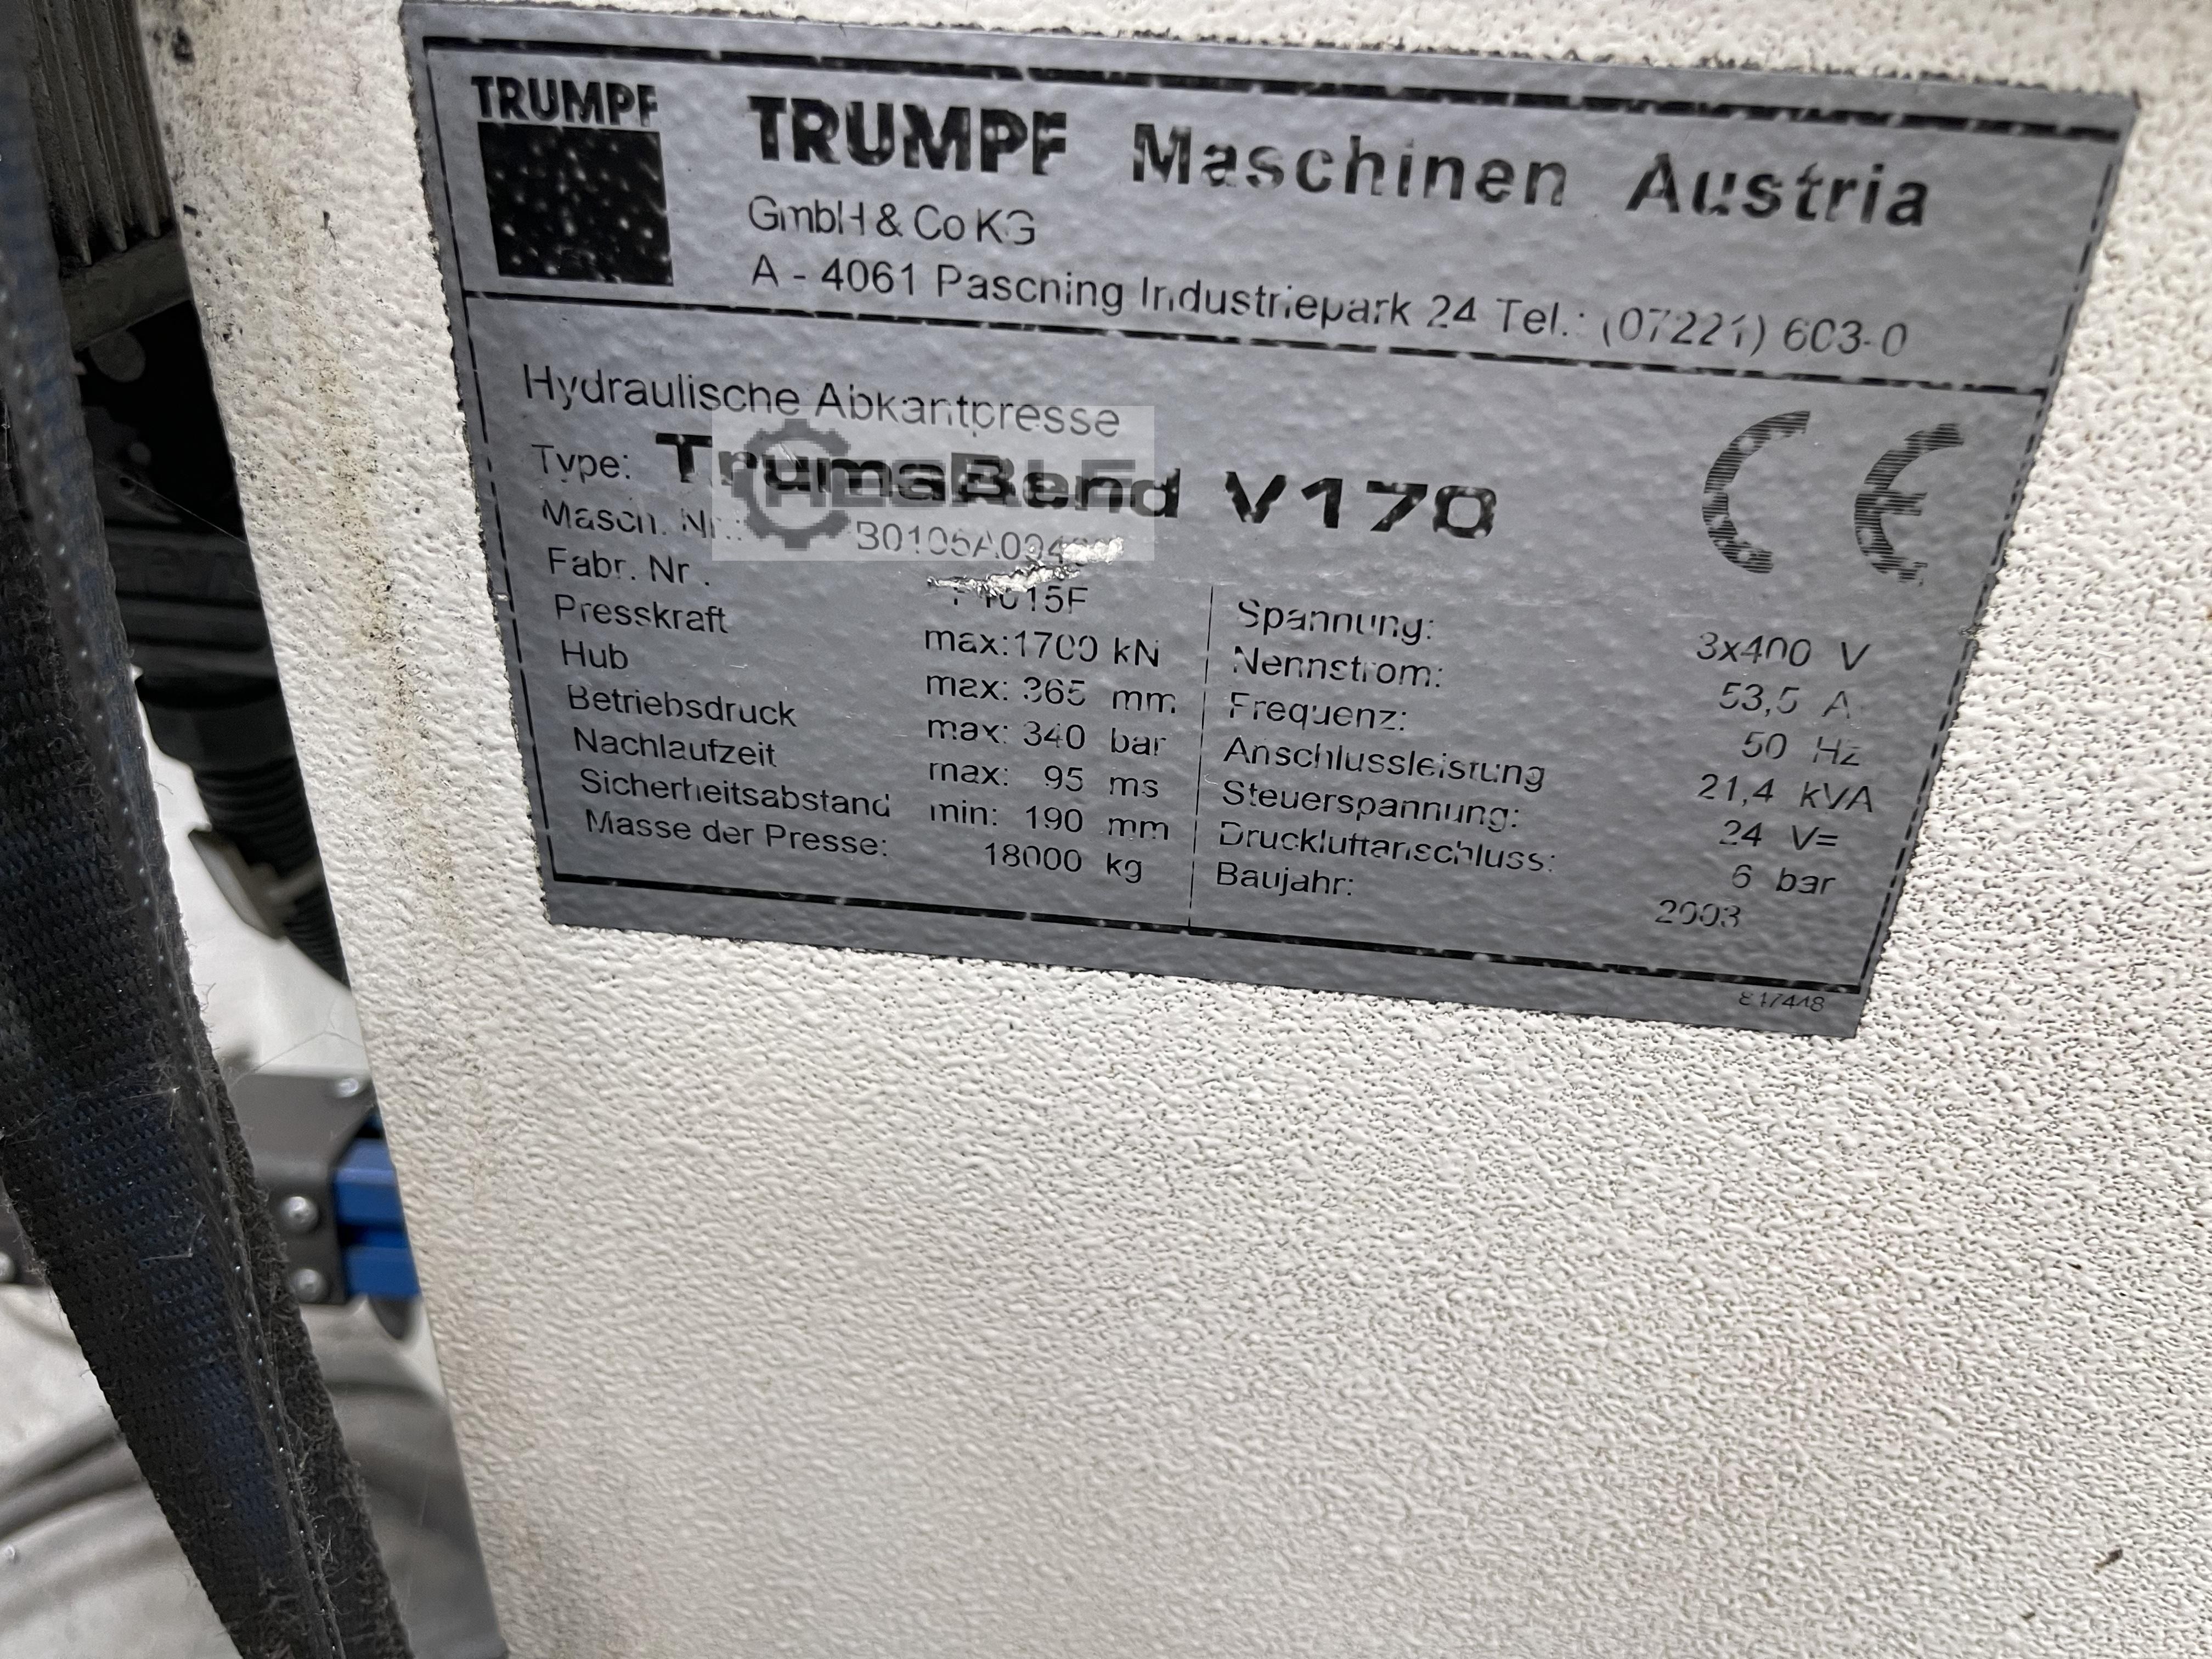 TRUMPF
TRUMPF Maschinen Austria
GmbH & Co KG
A - 4061 Pasching Industriepark 24 Tel.: (07221) 603-0
Hydraulische Abkantpresse
Type: TrumaBend V170
Masch. Nr.:
Fabr. Nr.
Presskraft max:1700 kN
Hub max: 365 mm
Betriebsdruck max: 340 bar
Nachlaufzeit max: 95 ms
Sicherheitsabstand min: 190 mm
Masse der Presse: 18000 kg
CE
Spannung: 3x400 V
Nennstrom: 53,5 A
Frequenz: 50 Hz
Anschlussleistung 21,4 kVA
Steuerspannung: 24 V=
Druckluftanschluss: 6 bar
Baujahr: 2003